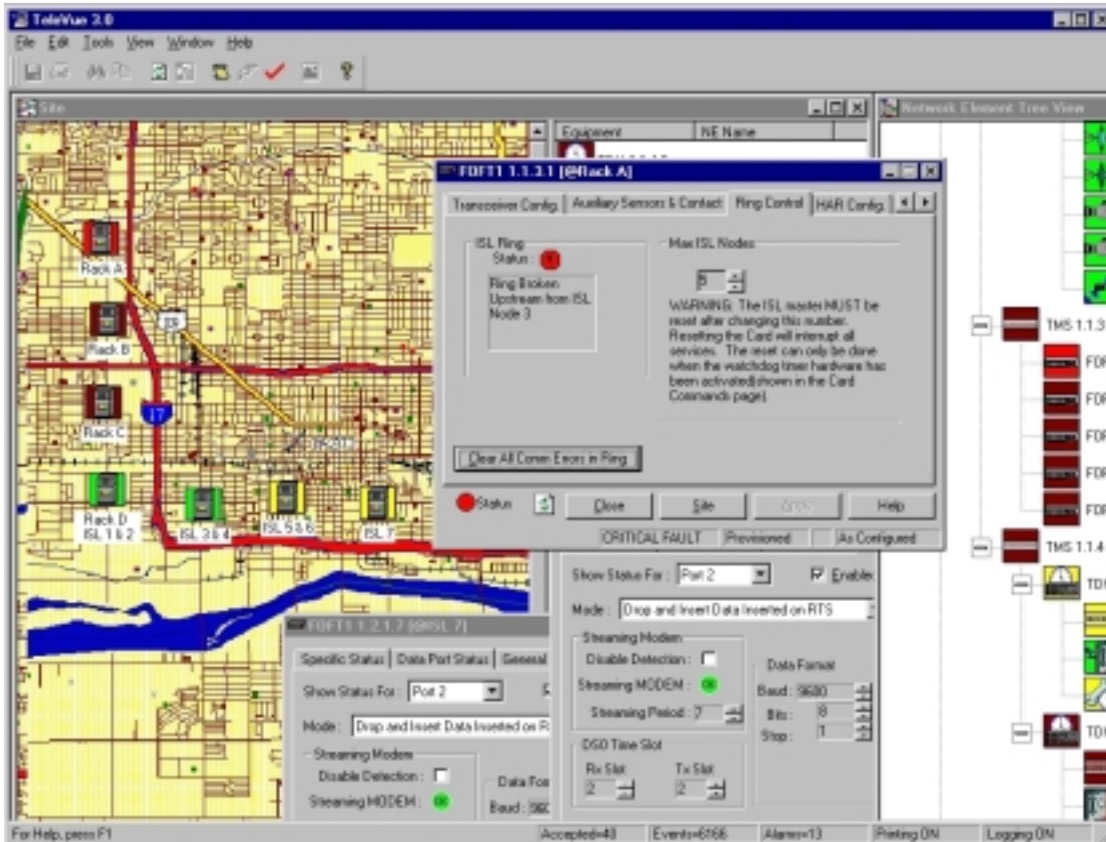 TeleVue 3.0
File Edit Tools View Window Help
Site
Equipment NE Name
Network Element Tree View
FOFT1 1.1.3.1 [@Rack A]
Transceiver Config. Auxiliary Sensors & Contact Ring Control HAR Config.
ISL Ring
Status :
Ring Broken
Upstream from ISL
Node 3
Max ISL Nodes
WARNING: The ISL master MUST be
reset after changing this number.
Resetting the Card will interrupt all
services. The reset can only be done
when the watchdog timer hardware has
been activated(shown in the Card
Commands page).
Clear All Comm Errors in Ring
Status Close Site Apply Help
CRITICAL FAULT Provisioned As Configured
Rack A
Rack B
Rack C
17
Rack D
ISL 1 & 2
ISL 3 & 4
ISL 5 & 6
ISL 7
TMS 1.1.3
TMS 1.1.4
Show Status For : Port 2 Enabled
Mode : Drop and Insert Data Inserted on RTS
Streaming Modem
Disable Detection :
Streaming MODEM : OK
Streaming Period : 7
Data Format
Baud : 9600
Bits : 8
Stop : 1
DSO Time Slot
Rx Slot Tx Slot
2 2
FOFT1 1.2.1.7 [@ISL 7]
Specific Status Data Port Status General
Show Status For : Port 2
Mode : Drop and Insert Data Inserted on R
Streaming Modem
Disable Detection :
Streaming MODEM : OK
Data For
Baud : 960
For Help, press F1
Accepted=40 Events=6166 Alarms=13 Printing ON Logging ON